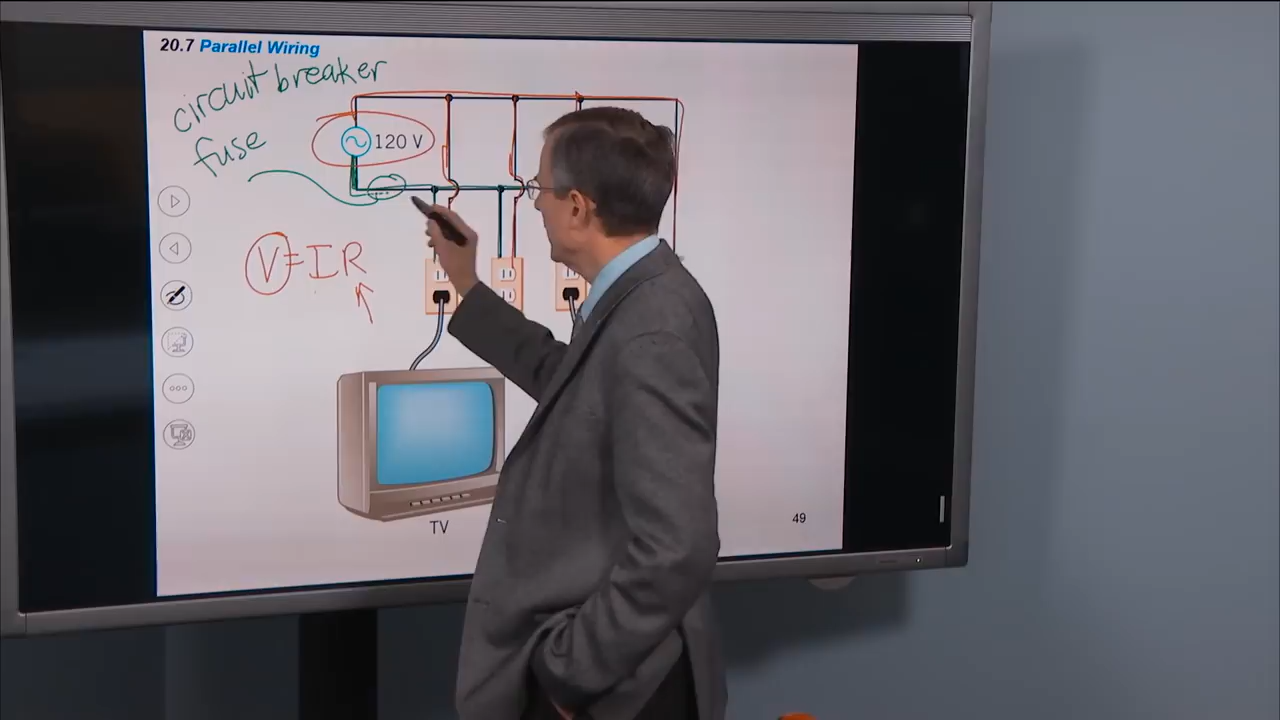 20.7 Parallel Wiring
circuit breaker
fuse
120 V
V=IR
TV
49